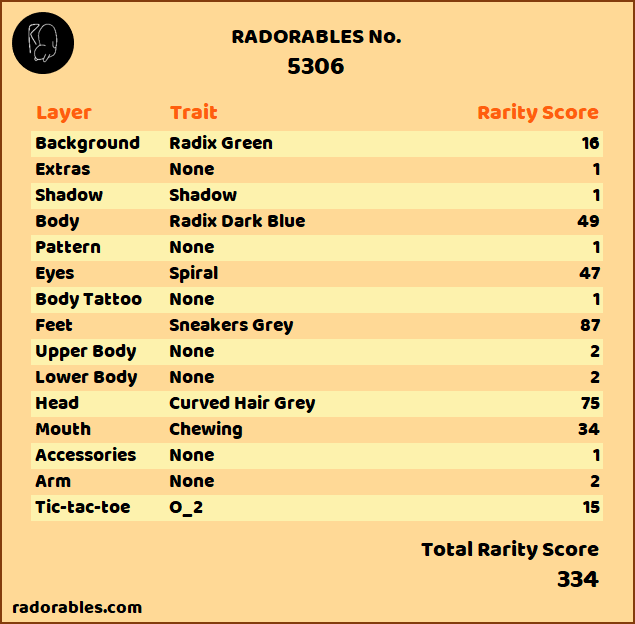 RADORABLES No.
5306
Layer Trait Rarity Score
Background Radix Green 16
Extras None 1
Shadow Shadow 1
Body Radix Dark Blue 49
Pattern None 1
Eyes Spiral 47
Body Tattoo None 1
Feet Sneakers Grey 87
Upper Body None 2
Lower Body None 2
Head Curved Hair Grey 75
Mouth Chewing 34
Accessories None 1
Arm None 2
Tic-tac-toe O_2 15
Total Rarity Score
334
radorables.com